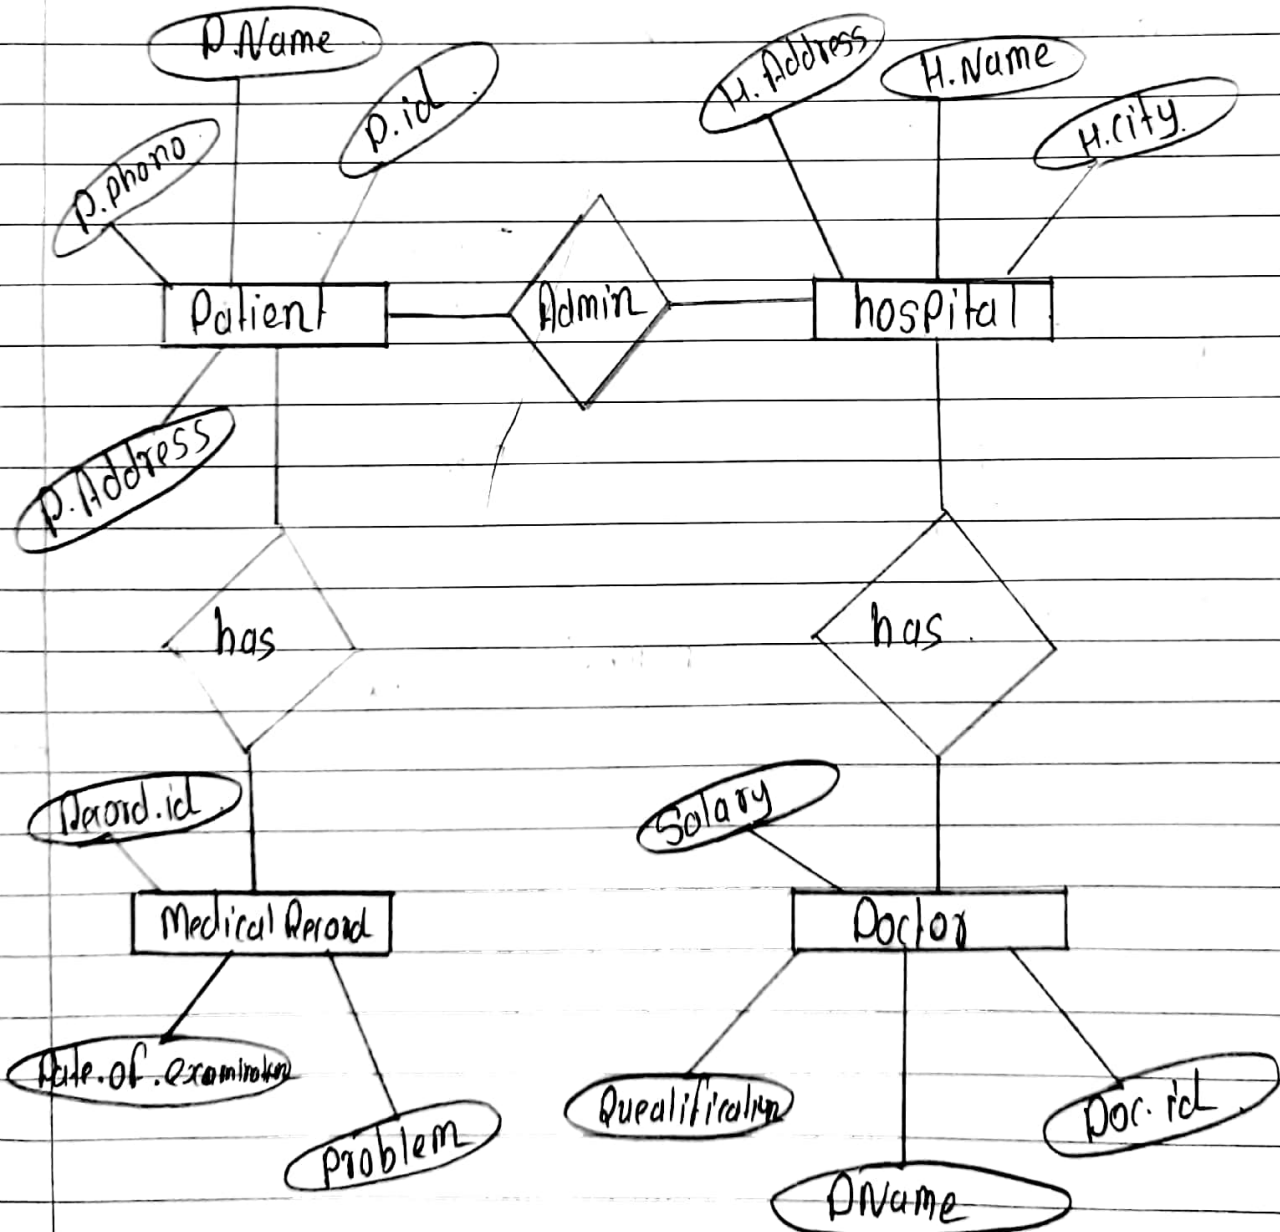 P.Name
H.Address
H.Name
P.id
H.City
P.phono
Patient
Admin
hospital
P.Address
has
has
Record.id
Salary
Medical Record
Doctor
Date.of.examination
Quealification
Doc.id
Problem
DName